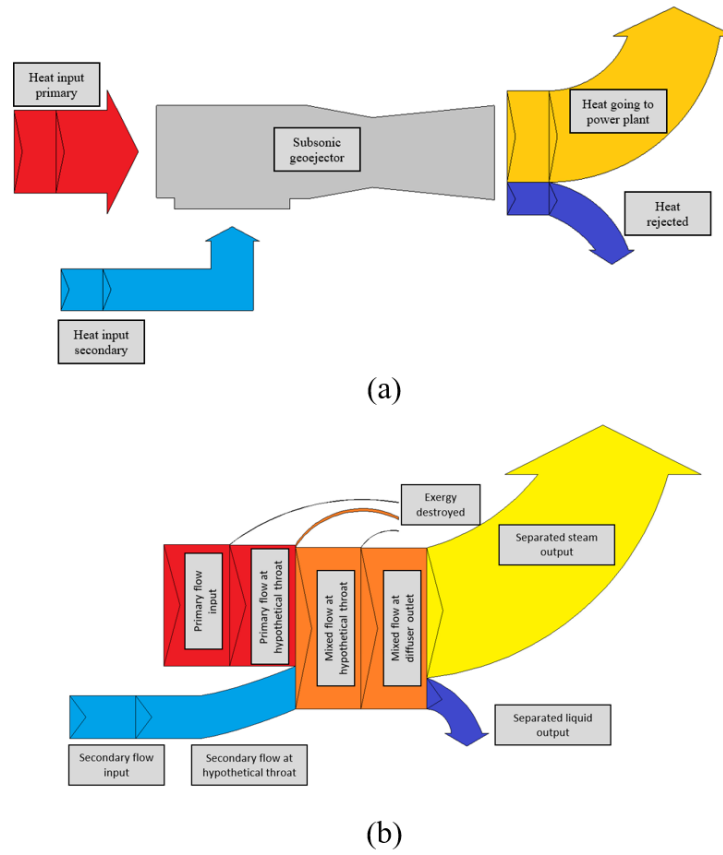 Heat input
primary
Subsonic
geoejector
Heat going to
power plant
Heat
rejected
Heat input
secondary
(a)
Exergy
destroyed
Separated steam
output
Primary flow
input
Primary flow at
hypothetical throat
Mixed flow at
hypothetical throat
Mixed flow at
diffuser outlet
Separated liquid
output
Secondary flow
input
Secondary flow at
hypothetical throat
(b)